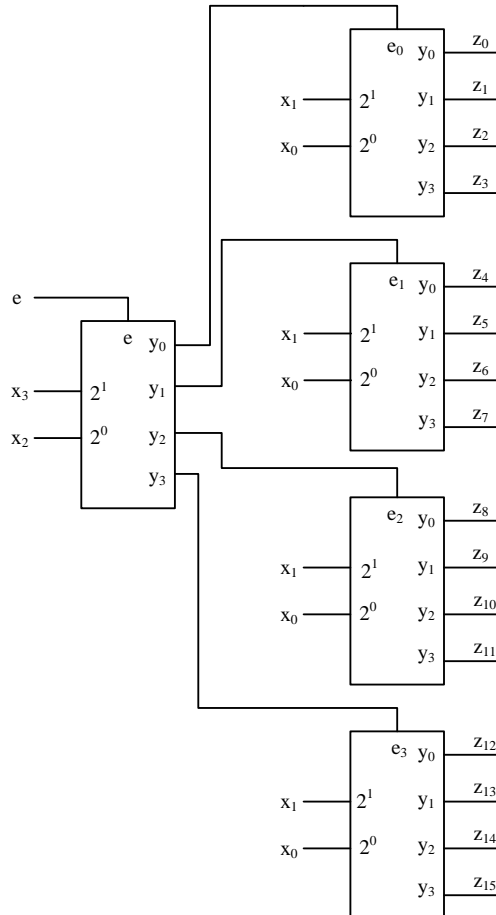 e₀ y₀ z₀
x₁ 2¹ y₁ z₁
x₀ 2⁰ y₂ z₂
y₃ z₃
e₁ y₀ z₄
x₁ 2¹ y₁ z₅
x₀ 2⁰ y₂ z₆
y₃ z₇
e
e y₀
x₃ 2¹ y₁
x₂ 2⁰ y₂
y₃
e₂ y₀ z₈
x₁ 2¹ y₁ z₉
x₀ 2⁰ y₂ z₁₀
y₃ z₁₁
e₃ y₀ z₁₂
x₁ 2¹ y₁ z₁₃
x₀ 2⁰ y₂ z₁₄
y₃ z₁₅